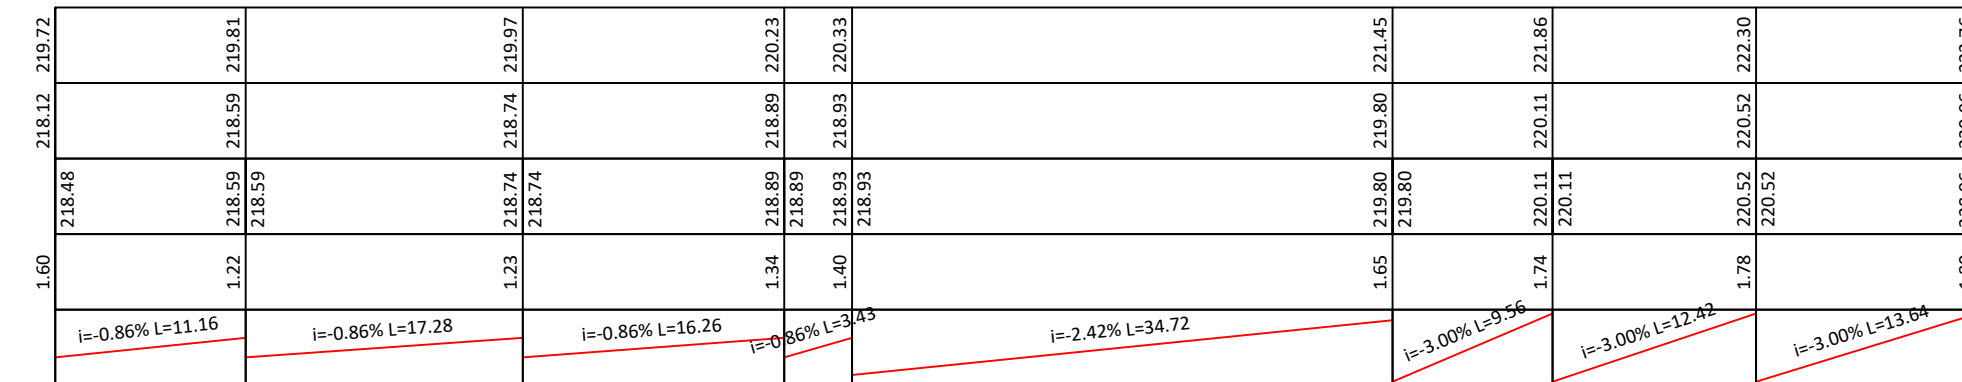 219.72 219.81 219.97 220.23 220.33 221.45 221.86 222.30
218.12 218.59 218.74 218.89 218.93 219.80 220.11 220.52
218.48 218.59 218.59 218.74 218.74 218.89 218.89 218.93 218.93 219.80 219.80 220.11 220.11 220.52 220.52
1.60 1.22 1.23 1.34 1.40 1.65 1.74 1.78
i=-0.86% L=11.16 i=-0.86% L=17.28 i=-0.86% L=16.26 i=-0.86% L=3.43 i=-2.42% L=34.72 i=-3.00% L=9.56 i=-3.00% L=12.42 i=-3.00% L=13.64